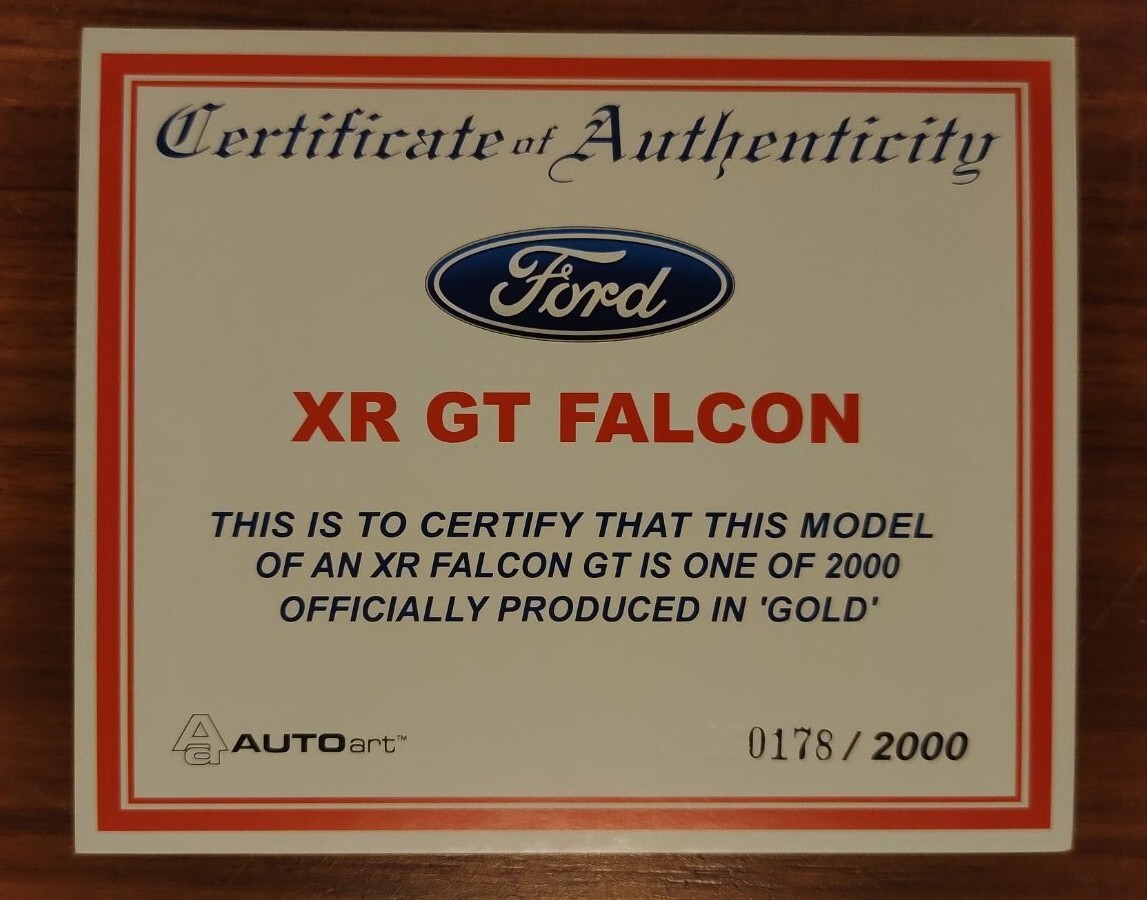 Certificate of Authenticity
Ford
XR GT FALCON
THIS IS TO CERTIFY THAT THIS MODEL
OF AN XR FALCON GT IS ONE OF 2000
OFFICIALLY PRODUCED IN 'GOLD'
Aa AUTOart™ 0178 / 2000